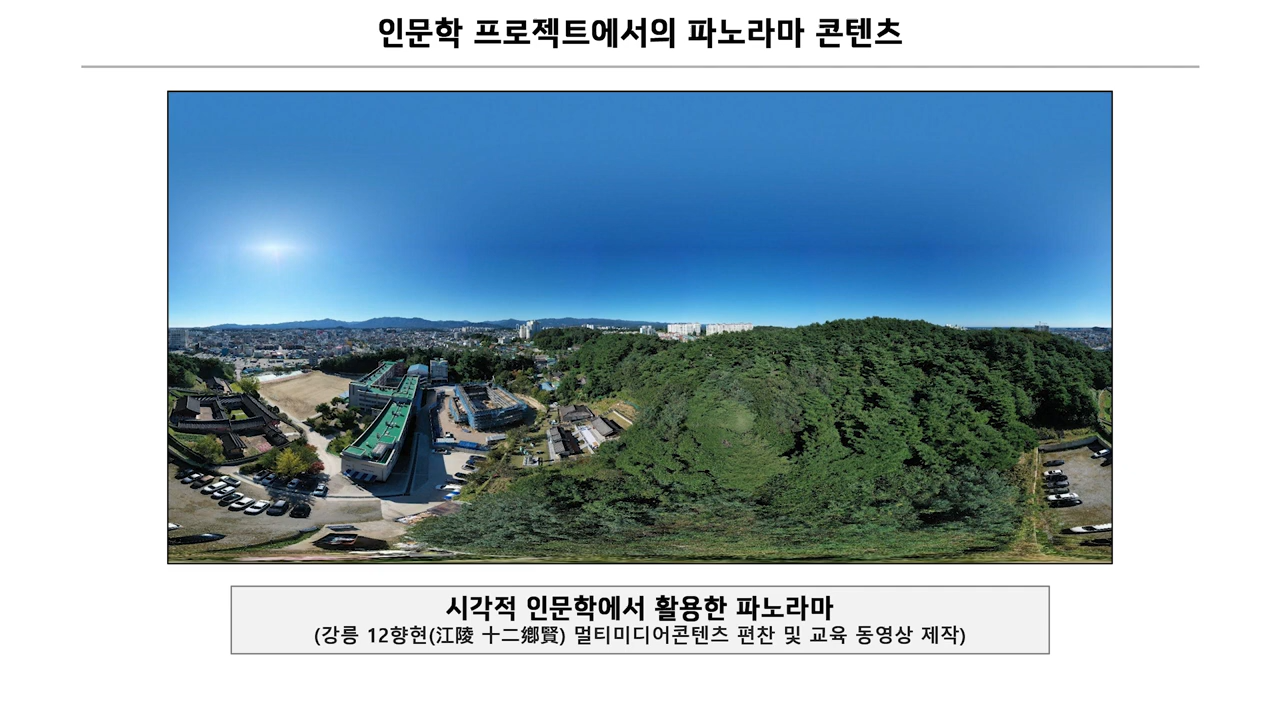 인문학 프로젝트에서의 파노라마 콘텐츠
시각적 인문학에서 활용한 파노라마
(강릉 12향현(江陵 十二鄕賢) 멀티미디어콘텐츠 편찬 및 교육 동영상 제작)